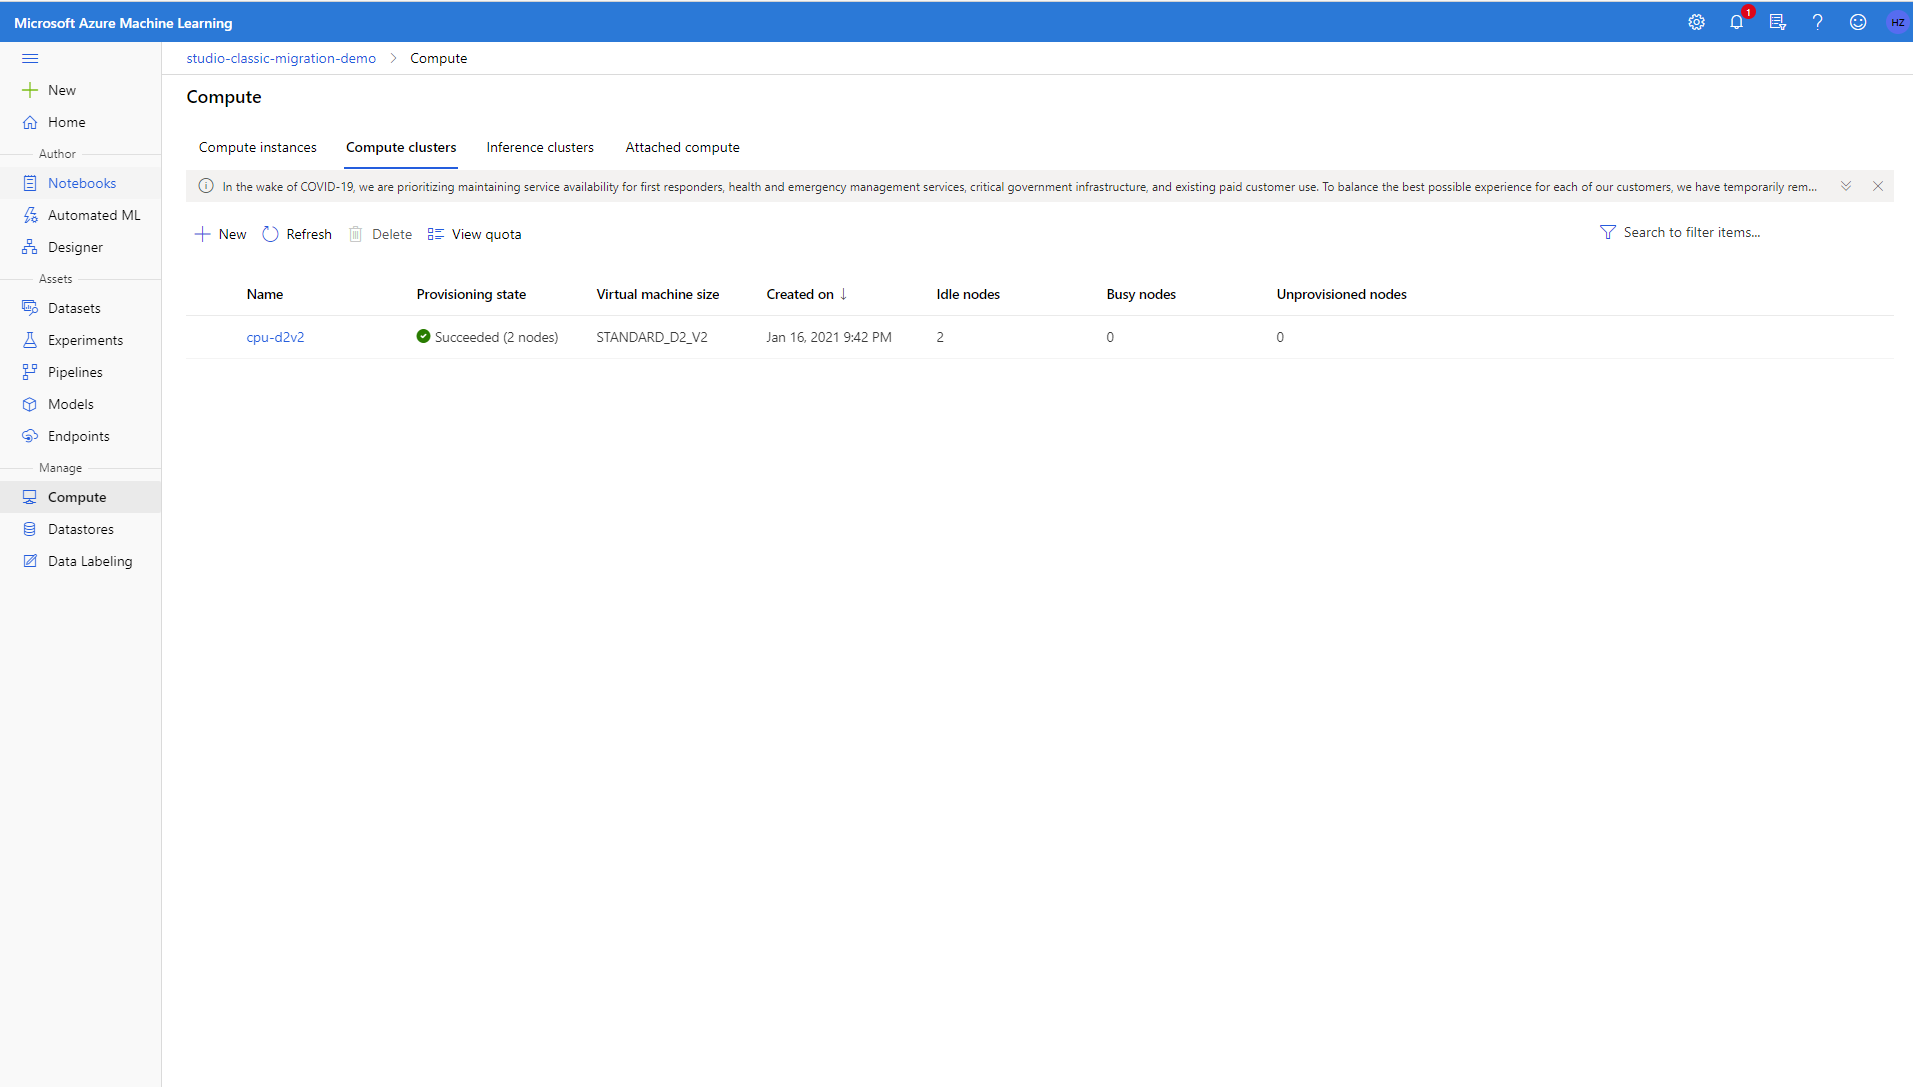 Microsoft Azure Machine Learning
1
HZ
studio-classic-migration-demo > Compute
New
Home
Author
Notebooks
Automated ML
Designer
Assets
Datasets
Experiments
Pipelines
Models
Endpoints
Manage
Compute
Datastores
Data Labeling
Compute
Compute instances Compute clusters Inference clusters Attached compute
In the wake of COVID-19, we are prioritizing maintaining service availability for first responders, health and emergency management services, critical government infrastructure, and existing paid customer use. To balance the best possible experience for each of our customers, we have temporarily rem...
New Refresh Delete View quota Search to filter items...
Name Provisioning state Virtual machine size Created on ↓ Idle nodes Busy nodes Unprovisioned nodes
cpu-d2v2 Succeeded (2 nodes) STANDARD_D2_V2 Jan 16, 2021 9:42 PM 2 0 0